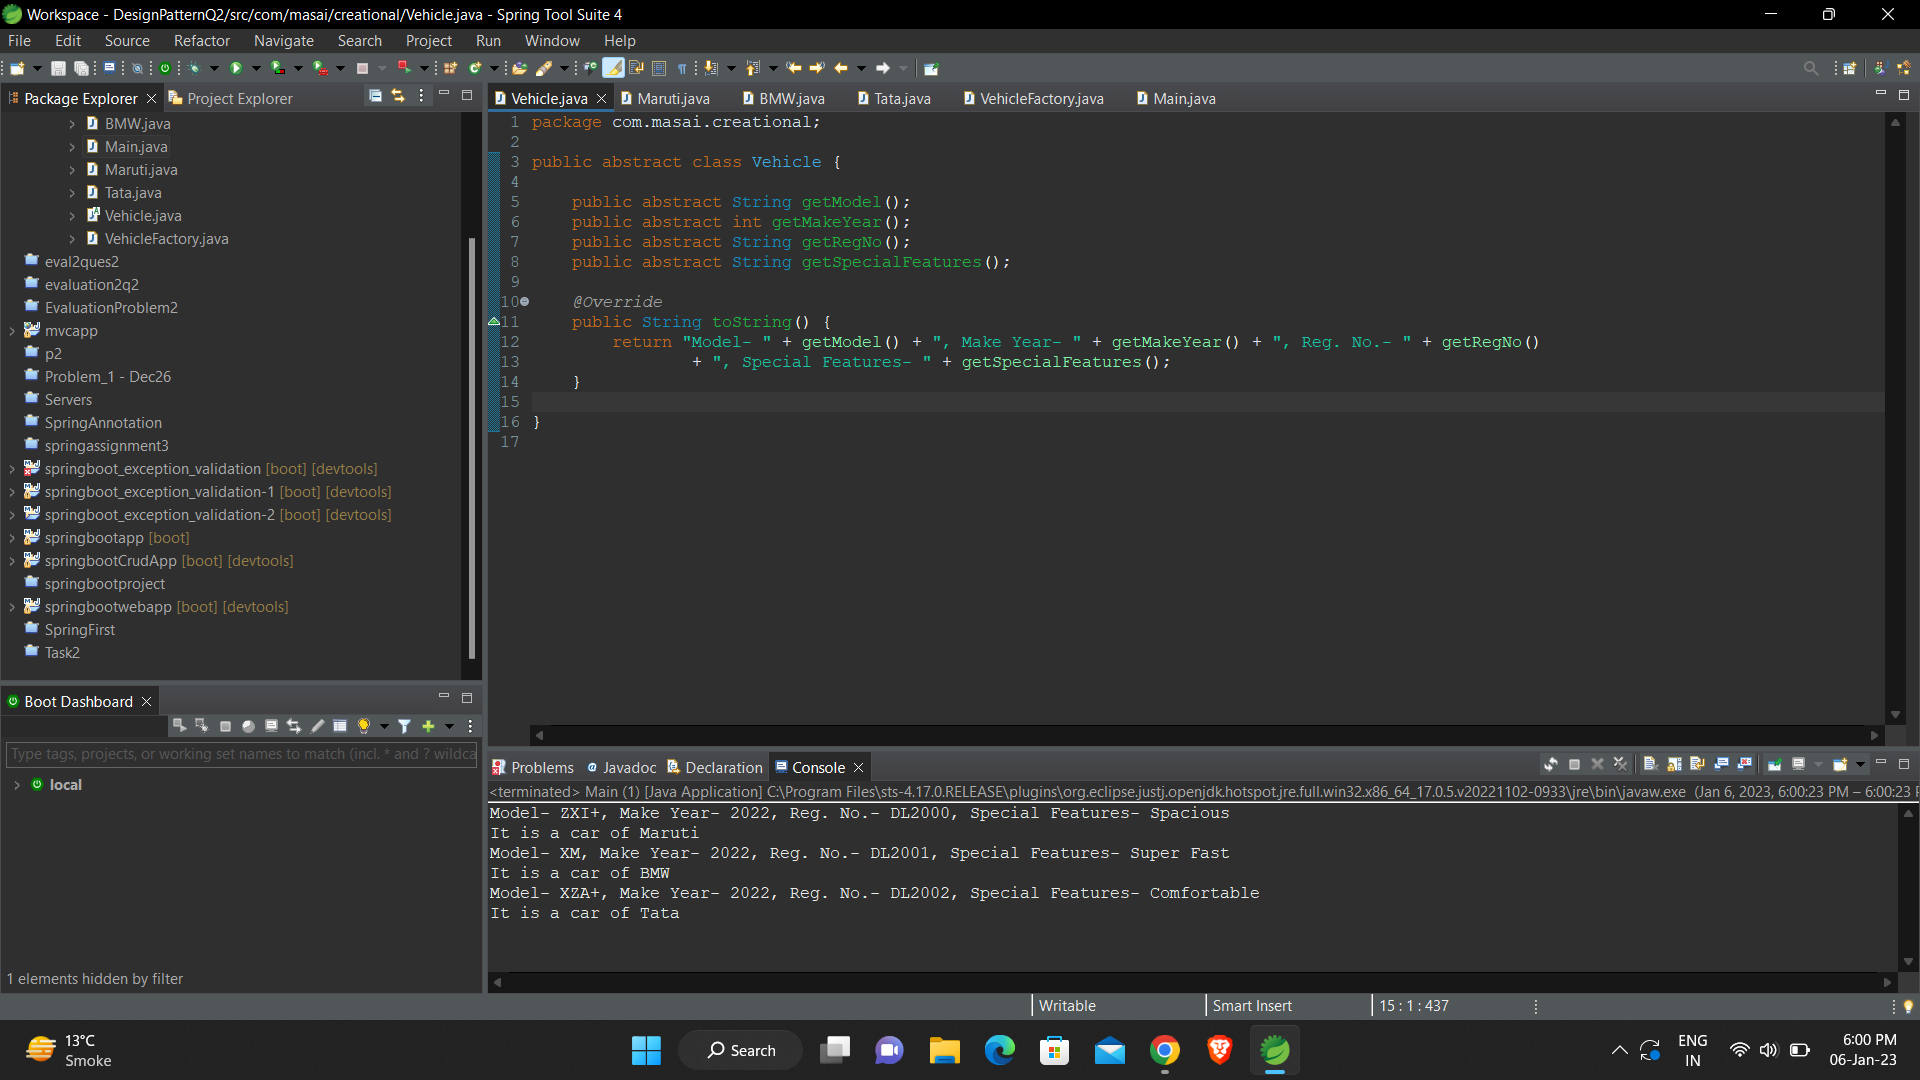 Workspace - DesignPatternQ2/src/com/masai/creational/Vehicle.java - Spring Tool Suite 4
File Edit Source Refactor Navigate Search Project Run Window Help
Package Explorer
Project Explorer
BMW.java
Main.java
Maruti.java
Tata.java
Vehicle.java
VehicleFactory.java
eval2ques2
evaluation2q2
EvaluationProblem2
mvcapp
p2
Problem_1 - Dec26
Servers
SpringAnnotation
springassignment3
springboot_exception_validation [boot] [devtools]
springboot_exception_validation-1 [boot] [devtools]
springboot_exception_validation-2 [boot] [devtools]
springbootapp [boot]
springbootCrudApp [boot] [devtools]
springbootproject
springbootwebapp [boot] [devtools]
SpringFirst
Task2
Boot Dashboard
Type tags, projects, or working set names to match (incl. * and ? wildca
local
1 elements hidden by filter
Vehicle.java Maruti.java BMW.java Tata.java VehicleFactory.java Main.java
1 package com.masai.creational;
2
3 public abstract class Vehicle {
4
5 public abstract String getModel();
6 public abstract int getMakeYear();
7 public abstract String getRegNo();
8 public abstract String getSpecialFeatures();
9
10 @Override
11 public String toString() {
12 return "Model- " + getModel() + ", Make Year- " + getMakeYear() + ", Reg. No.- " + getRegNo()
13 + ", Special Features- " + getSpecialFeatures();
14 }
15
16 }
17
Problems Javadoc Declaration Console
<terminated> Main (1) [Java Application] C:\Program Files\sts-4.17.0.RELEASE\plugins\org.eclipse.justj.openjdk.hotspot.jre.full.win32.x86_64_17.0.5.v20221102-0933\jre\bin\javaw.exe (Jan 6, 2023, 6:00:23 PM – 6:00:23 P
Model- ZXI+, Make Year- 2022, Reg. No.- DL2000, Special Features- Spacious
It is a car of Maruti
Model- XM, Make Year- 2022, Reg. No.- DL2001, Special Features- Super Fast
It is a car of BMW
Model- XZA+, Make Year- 2022, Reg. No.- DL2002, Special Features- Comfortable
It is a car of Tata
Writable Smart Insert 15 : 1 : 437
13°C
Smoke
Search
ENG
IN
6:00 PM
06-Jan-23